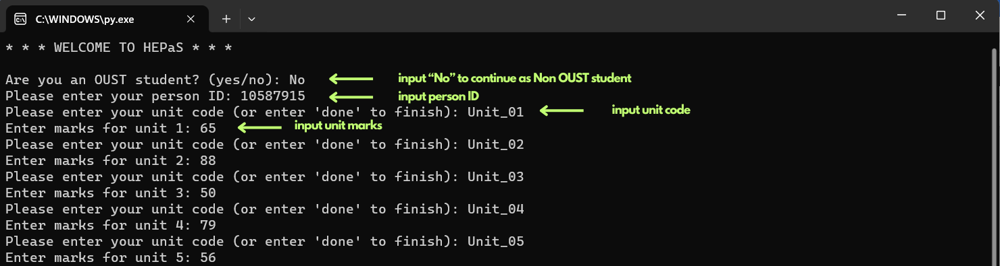 C:\WINDOWS\py.exe
* * * WELCOME TO HEPaS * * *
Are you an OUST student? (yes/no): No input “No” to continue as Non OUST student
Please enter your person ID: 10587915 input person ID
Please enter your unit code (or enter 'done' to finish): Unit_01 input unit code
Enter marks for unit 1: 65 input unit marks
Please enter your unit code (or enter 'done' to finish): Unit_02
Enter marks for unit 2: 88
Please enter your unit code (or enter 'done' to finish): Unit_03
Enter marks for unit 3: 50
Please enter your unit code (or enter 'done' to finish): Unit_04
Enter marks for unit 4: 79
Please enter your unit code (or enter 'done' to finish): Unit_05
Enter marks for unit 5: 56